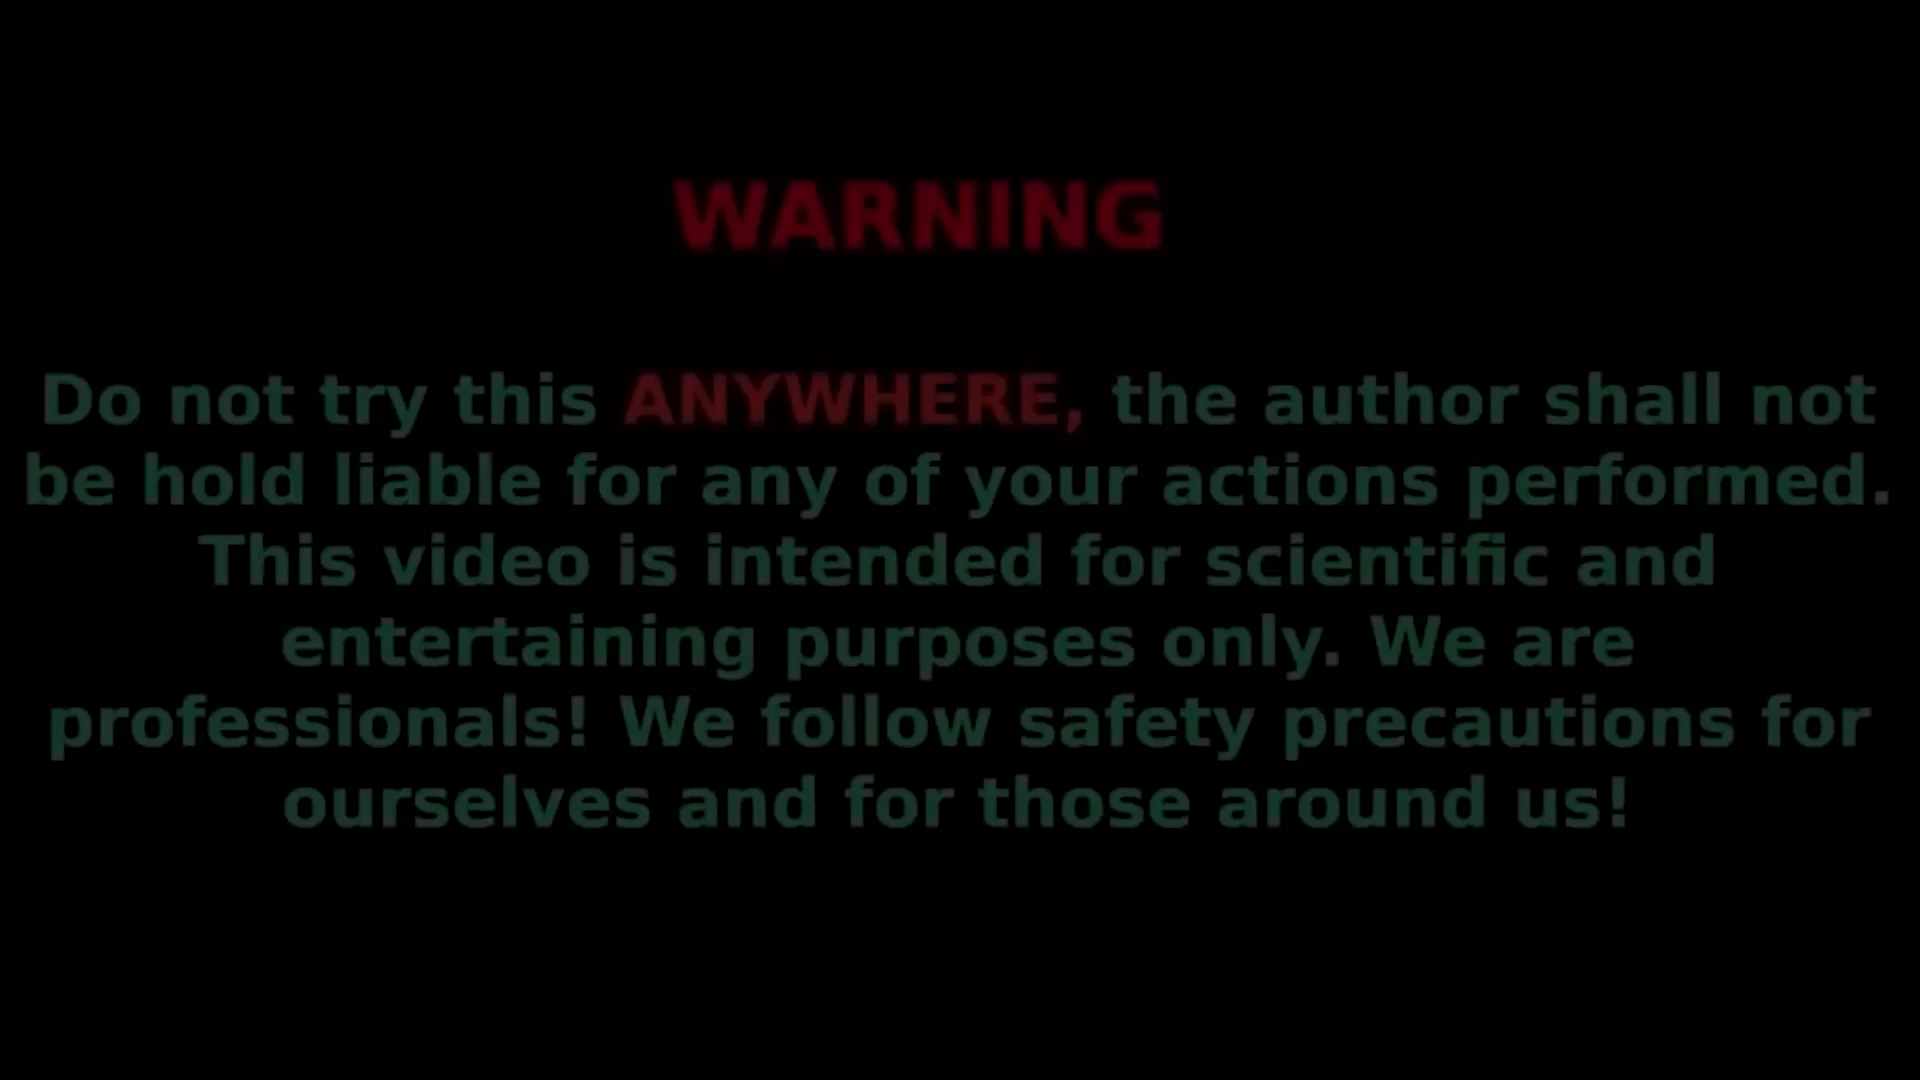 WARNING
Do not try this ANYWHERE, the author shall not
be hold liable for any of your actions performed.
This video is intended for scientific and
entertaining purposes only. We are
professionals! We follow safety precautions for
ourselves and for those around us!